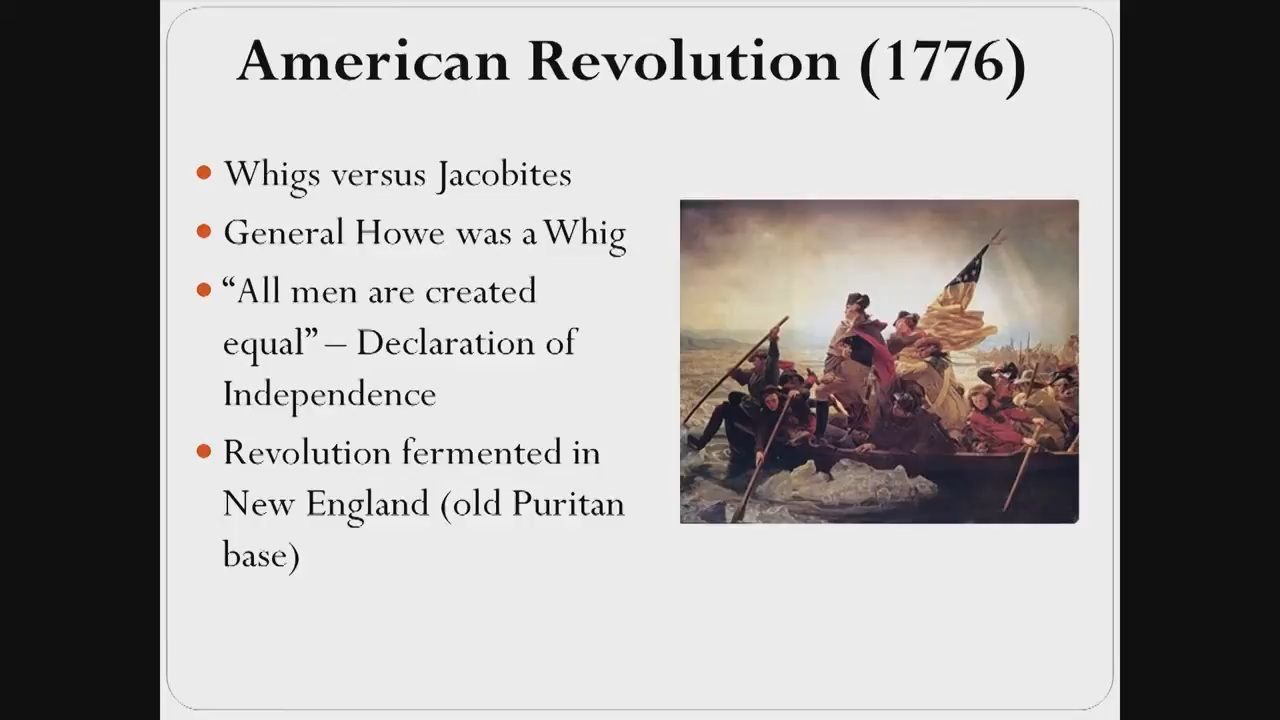 American Revolution (1776)
• Whigs versus Jacobites
• General Howe was a Whig
• “All men are created
equal” – Declaration of
Independence
• Revolution fermented in
New England (old Puritan
base)